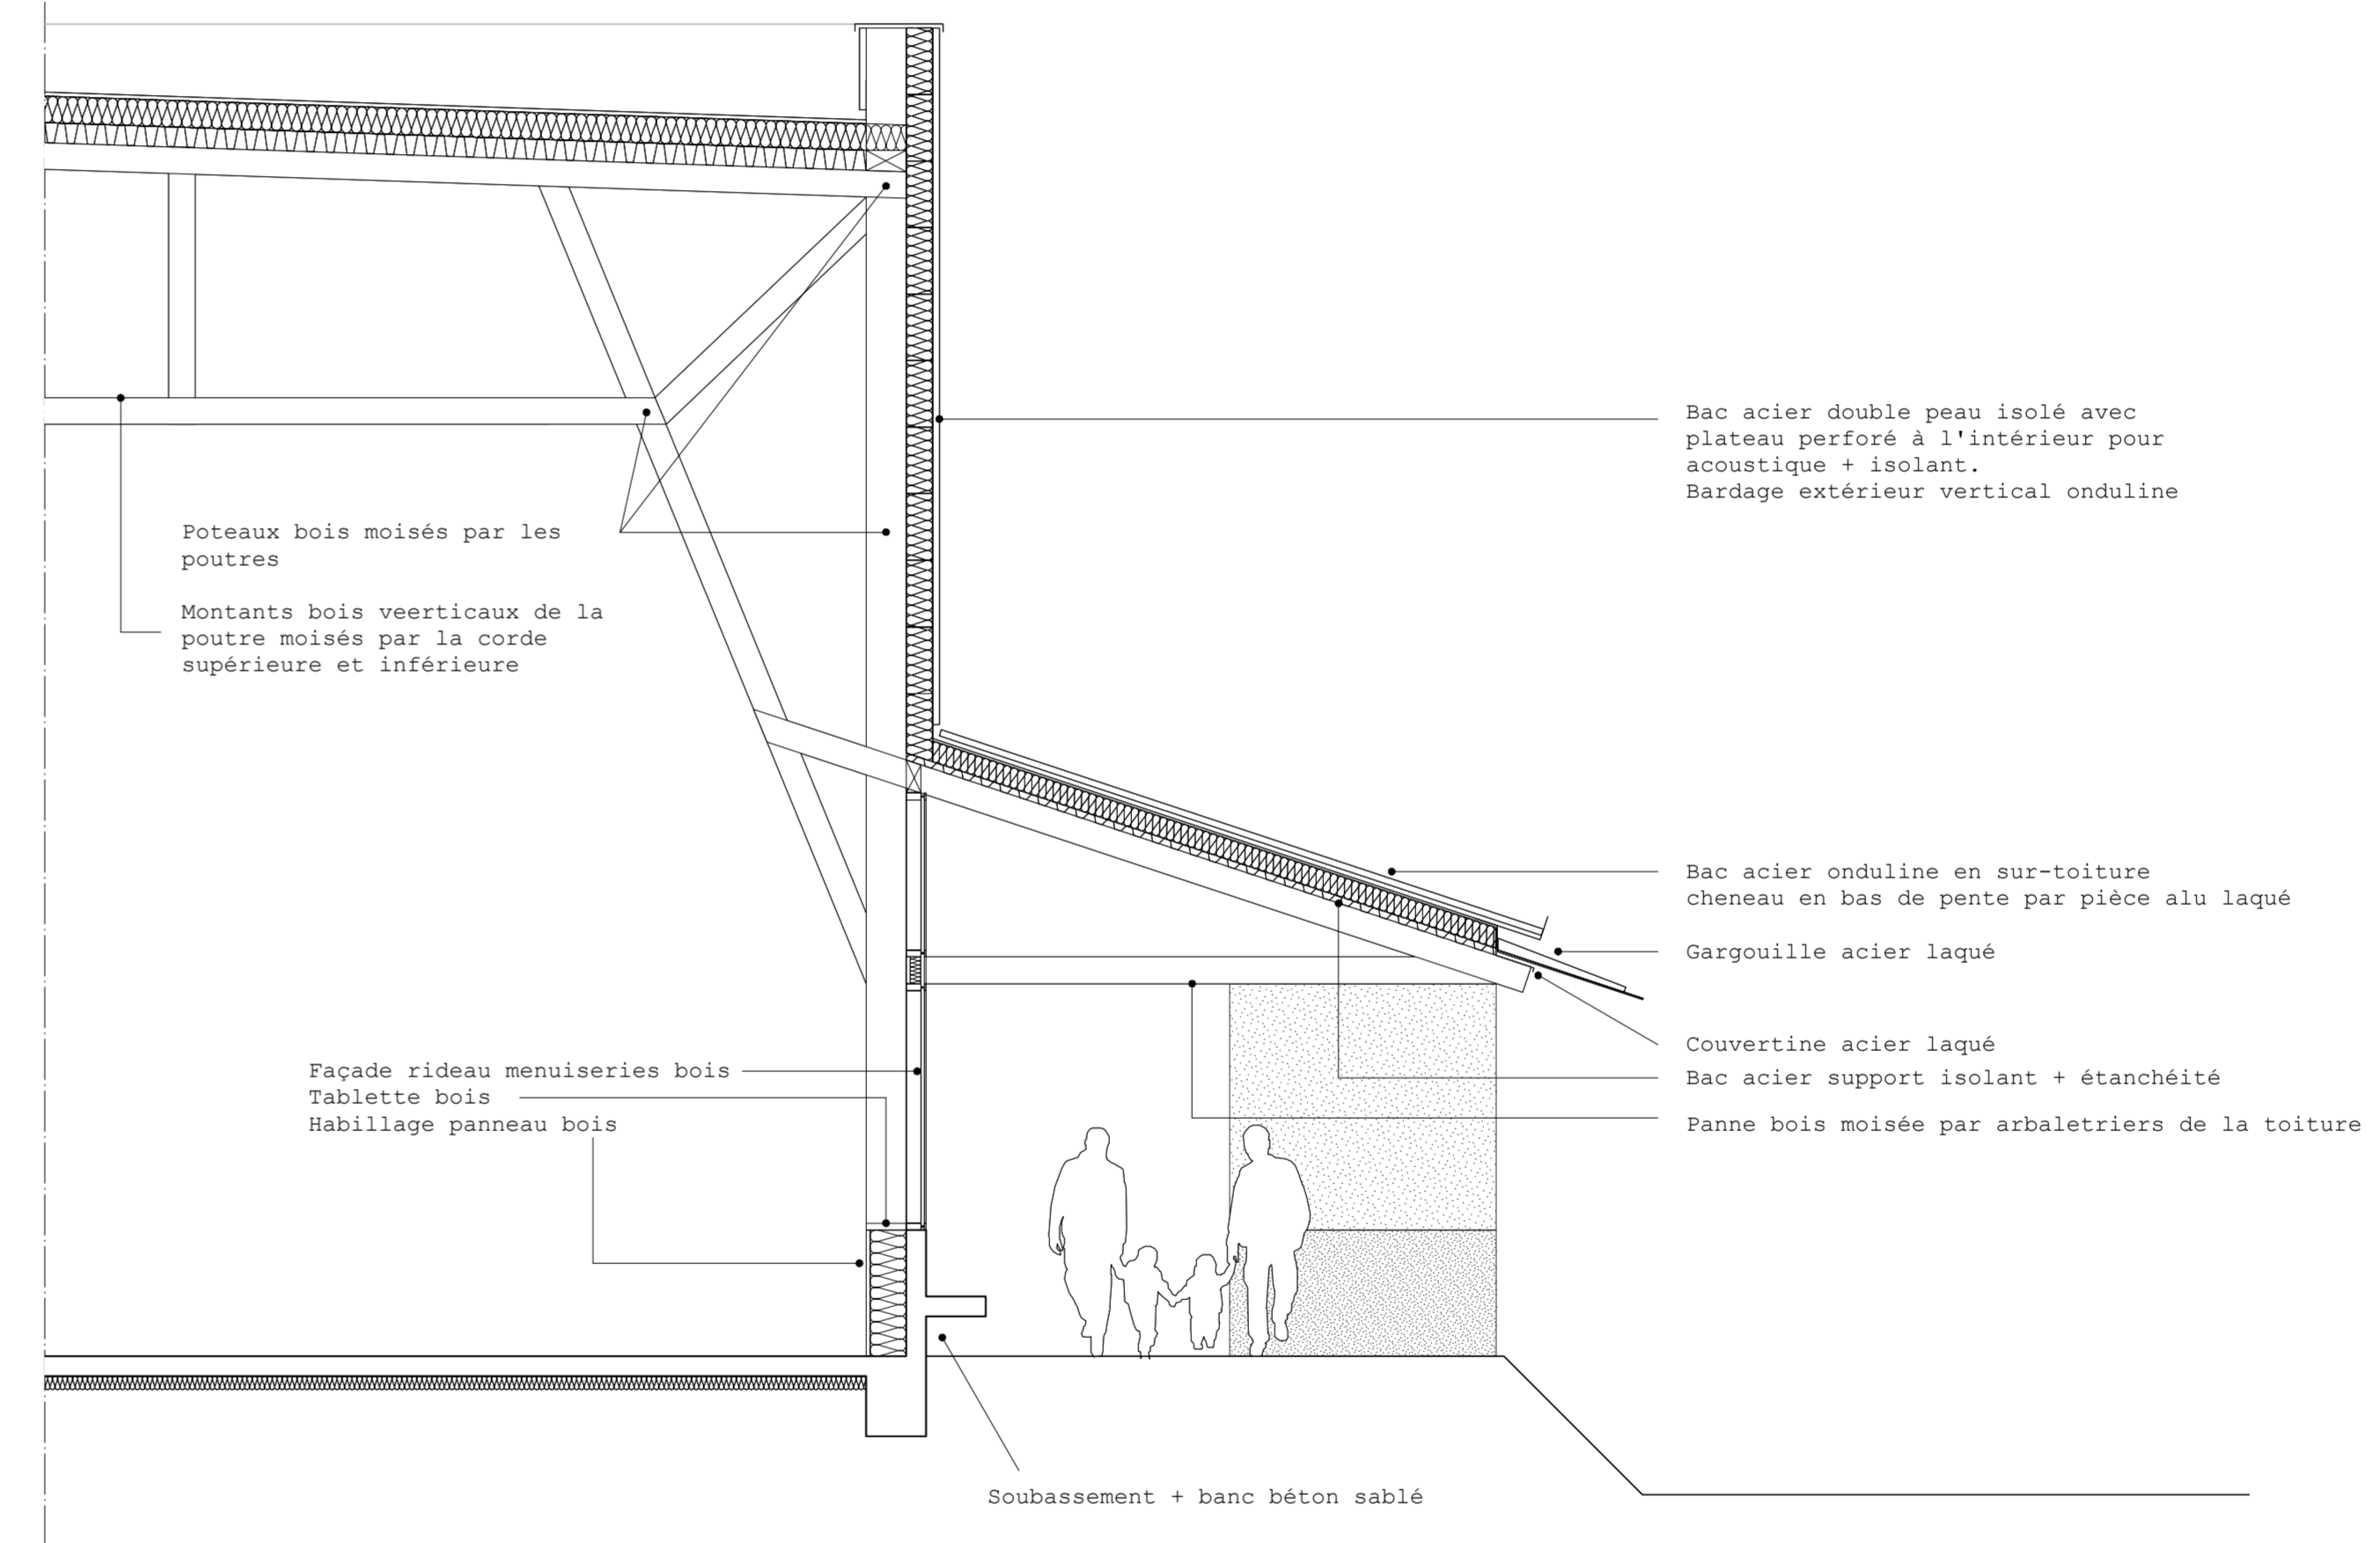 Bac acier double peau isolé avec
plateau perforé à l'intérieur pour
acoustique + isolant.
Bardage extérieur vertical onduline
Poteaux bois moisés par les
poutres
Montants bois veerticaux de la
poutre moisés par la corde
supérieure et inférieure
Bac acier onduline en sur-toiture
cheneau en bas de pente par pièce alu laqué
Gargouille acier laqué
Couvertine acier laqué
Bac acier support isolant + étanchéité
Panne bois moisée par arbaletriers de la toiture
Façade rideau menuiseries bois
Tablette bois
Habillage panneau bois
Soubassement + banc béton sablé